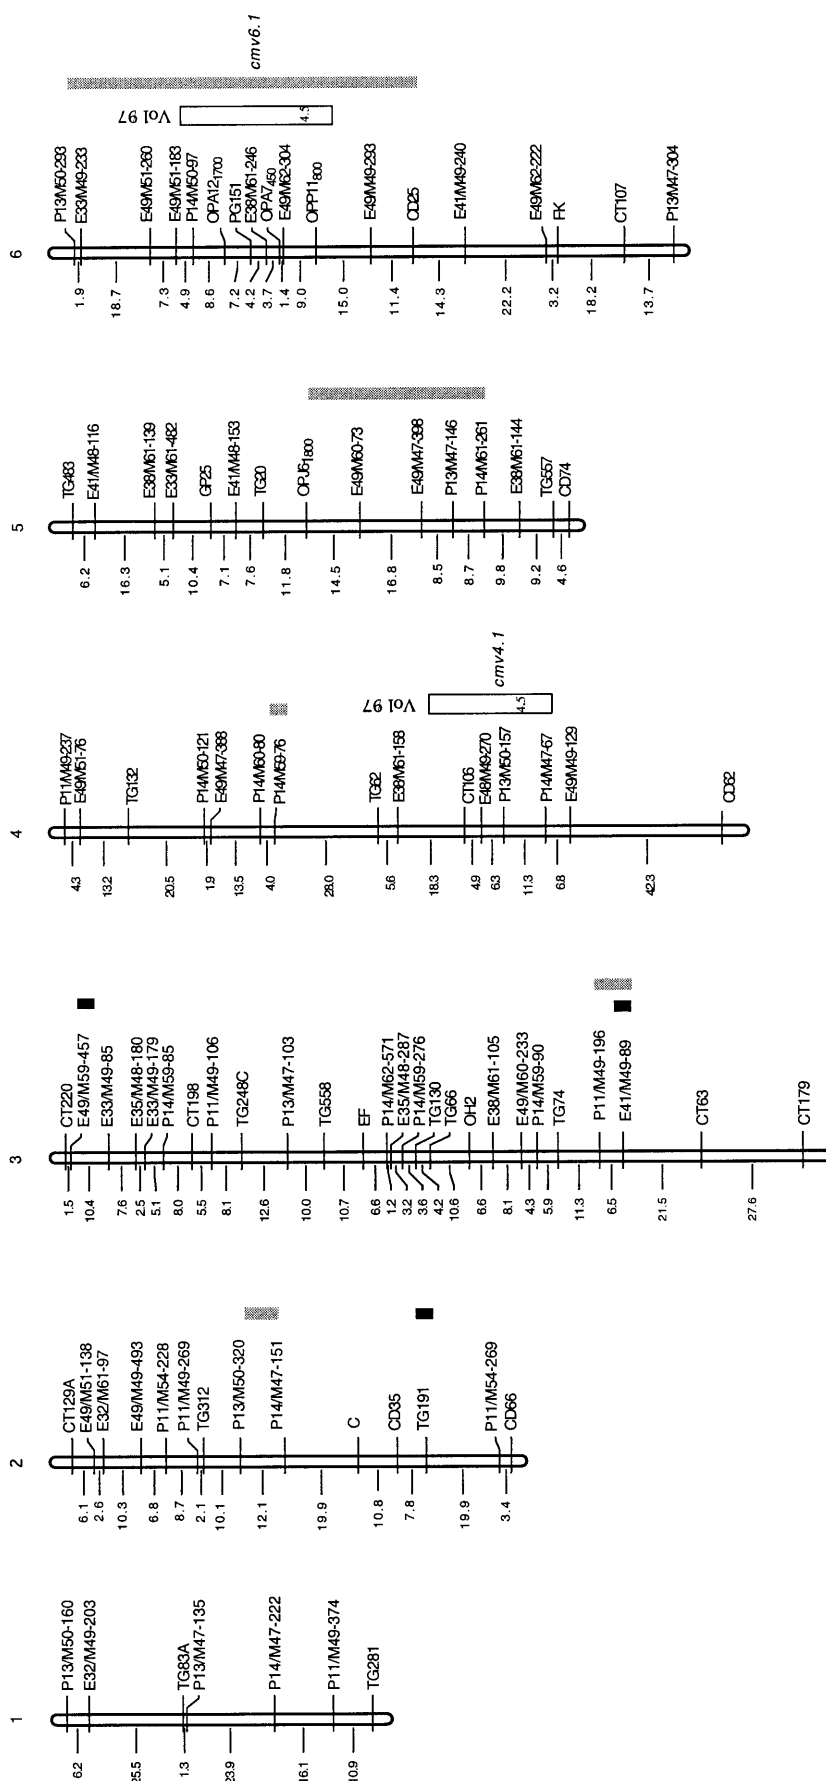 1
P13/M50-160
E32/M49-203
TG83A
P13/M47-135
P14/M47-222
P11/M49-374
TG281
6.2
25.5
1.3
23.9
16.1
10.9
2
CT129A
E49/M51-138
E32/M61-97
E49/M49-493
P11/M54-228
P11/M49-269
TG312
P13/M50-320
P14/M47-151
C
CD35
TG191
P11/M54-269
CD66
6.1
2.6
10.3
6.8
8.7
2.1
10.1
12.1
19.9
10.8
7.8
19.9
3.4
3
CT220
E49/M59-457
E33/M49-85
E35/M48-180
E33/M49-179
P14/M59-85
CT198
P11/M49-106
TG248C
P13/M47-103
TG558
EF
P14/M62-571
E35/M48-287
P14/M59-276
TG130
TG66
OH2
E38/M61-105
E49/M60-233
P14/M59-90
TG74
P11/M49-196
E41/M49-89
CT63
CT179
1.5
10.4
7.6
2.5
5.1
8.0
5.5
8.1
12.6
10.0
10.7
6.6
1.2
3.2
3.6
4.2
10.6
6.6
8.1
4.3
5.9
11.3
6.5
21.5
27.6
4
P11/M49-237
E49/M51-76
TG132
P14/M50-121
E49/M47-388
P14/M60-80
P14/M59-76
TG62
E38/M61-158
CT106
E48/M49-270
P13/M50-157
P14/M47-67
E49/M49-129
CD62
4.3
13.2
20.5
1.9
13.5
4.0
28.0
5.6
18.3
4.9
6.3
11.3
6.8
42.3
Vol 97
4.5
cmv4.1
5
TG483
E41/M48-116
E38/M61-139
E33/M61-482
GP25
E41/M48-153
TG20
OPJ6₁₈₀₀
E49/M60-73
E49/M47-398
P13/M47-146
P14/M61-261
E38/M61-144
TG557
CD74
6.2
16.3
5.1
10.4
7.1
7.6
11.8
14.5
16.8
8.5
8.7
9.8
9.2
4.6
6
P13/M50-293
E33/M49-233
E49/M51-260
E49/M51-183
P14/M50-97
OPA12₁₇₀₀
PG151
E38/M61-246
OPA7₄₅₀
E49/M62-304
OPP11₈₀₀
E49/M49-293
CD25
E41/M49-240
E49/M62-222
FK
CT107
P13/M47-304
1.9
18.7
7.3
4.9
8.6
7.2
4.2
3.7
1.4
9.0
15.0
11.4
14.3
22.2
3.2
18.2
13.7
Vol 97
4.5
cmv6.1